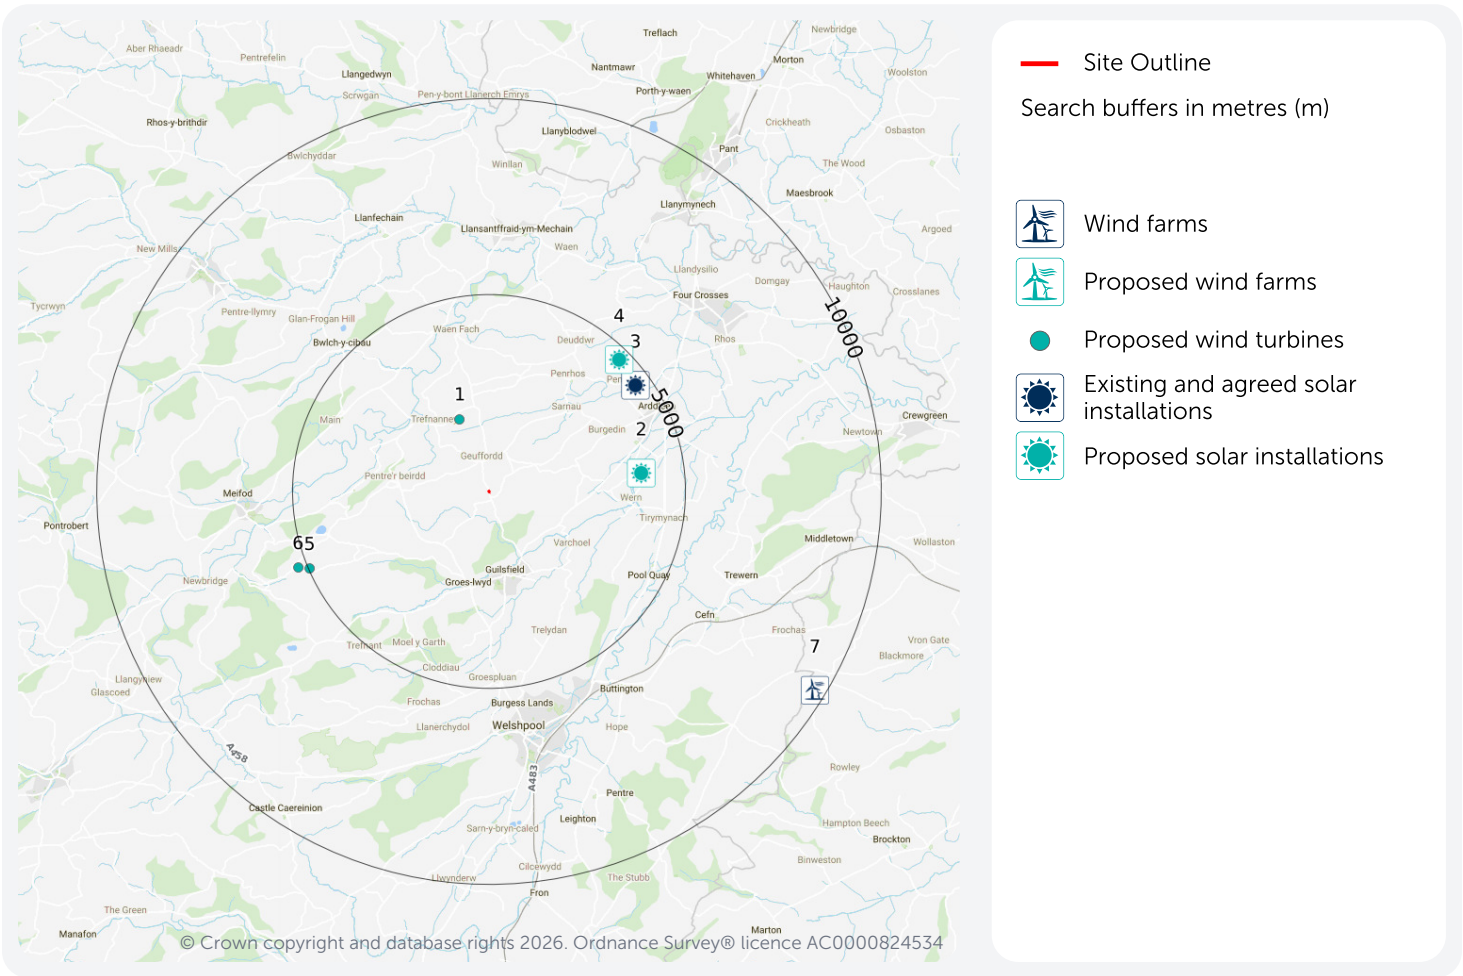 Treflach
Newbridge
Aber Rhaeadr
Pentrefelin
Morton
Nantmawr
Llangedwyn
Whitehaven
Woolston
Porth-y-waen
Scrwgan
Pen-y-bont Llanerch Emrys
Rhos-y-brithdir
Crickheath
Osbaston
Llanyblodwel
Pant
Bwlchyddar
Winllan
The Wood
Maesbrook
Llanymynech
Llanfechain
Llansantffraid-ym-Mechain
Argoed
New Mills
Waen
Llandysilio
Domgay
Haughton
Crosslanes
Four Crosses
Tycrwyn
Pentre-llymry
Glan-Frogan Hill
4
10000
Waen Fach
Bwlch-y-cibau
Deuddwr
3
Rhos
Penrhos
Pen
1
5000
Sarnau
Ardd
Crewgreen
Main
Trefnanne
2
Burgedin
Newtown
Geuffordd
Pentre'r beirdd
Meifod
Wern
Tirymynach
Pontrobert
65
Varchoel
Middletown
Wollaston
Guilsfield
Newbridge
Groes-lwyd
Pool Quay
Trewern
Cefn
Trelydan
Frochas
Trefnant
Moel y Garth
Vron Gate
7
Blackmore
Cloddiau
Groespluan
Llangyniew
Glascoed
Buttington
Frochas
Burgess Lands
Llanerchydol
Welshpool
Hope
A458
Rowley
A483
Pentre
Castle Caereinion
Leighton
Hampton Beech
Sarn-y-bryn-caled
Brockton
Binweston
Cilcewydd
Llwynderw
The Stubb
Fron
The Green
Manafon
Marton
© Crown copyright and database rights 2026. Ordnance Survey® licence AC0000824534
Site Outline
Search buffers in metres (m)
Wind farms
Proposed wind farms
Proposed wind turbines
Existing and agreed solar
installations
Proposed solar installations